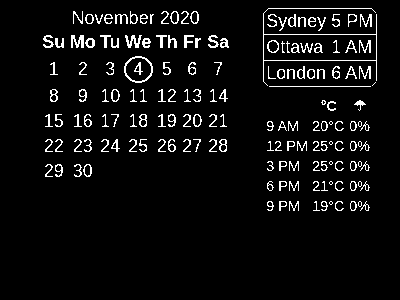 November 2020
Su Mo Tu We Th Fr Sa
1 2 3 4 5 6 7
8 9 10 11 12 13 14
15 16 17 18 19 20 21
22 23 24 25 26 27 28
29 30
Sydney 5 PM
Ottawa 1 AM
London 6 AM
°C ☂
9 AM 20°C 0%
12 PM 25°C 0%
3 PM 25°C 0%
6 PM 21°C 0%
9 PM 19°C 0%